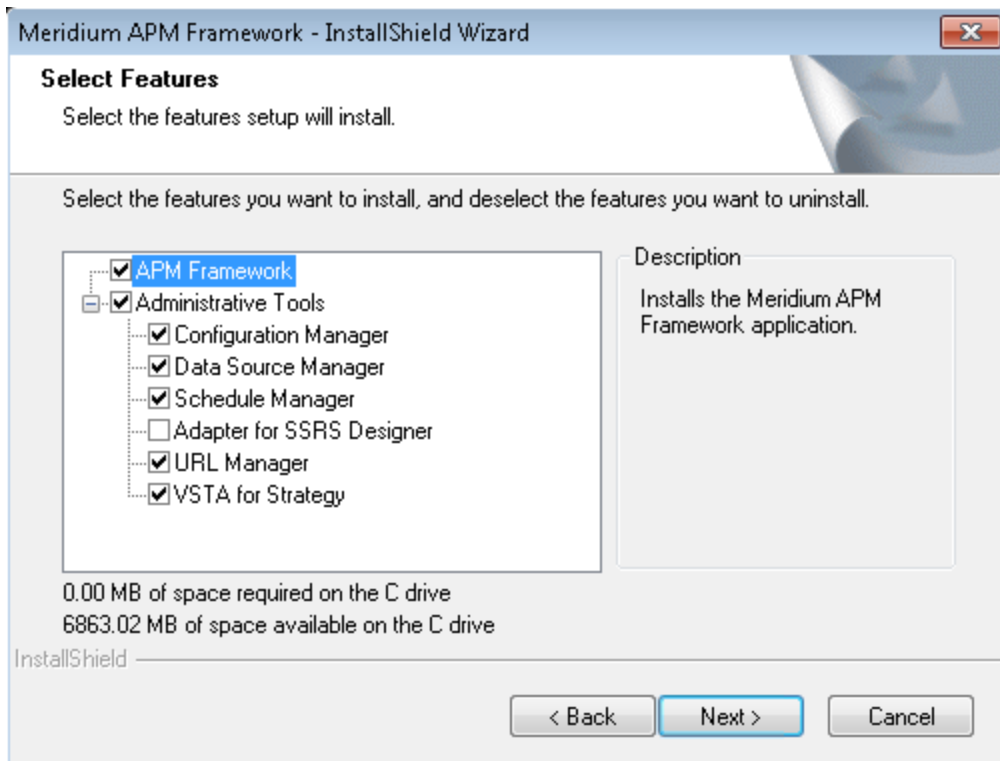 Meridium APM Framework - InstallShield Wizard
Select Features
Select the features setup will install.
Select the features you want to install, and deselect the features you want to uninstall.
APM Framework
Administrative Tools
Configuration Manager
Data Source Manager
Schedule Manager
Adapter for SSRS Designer
URL Manager
VSTA for Strategy
Description
Installs the Meridium APM
Framework application.
0.00 MB of space required on the C drive
6863.02 MB of space available on the C drive
InstallShield
< Back
Next >
Cancel